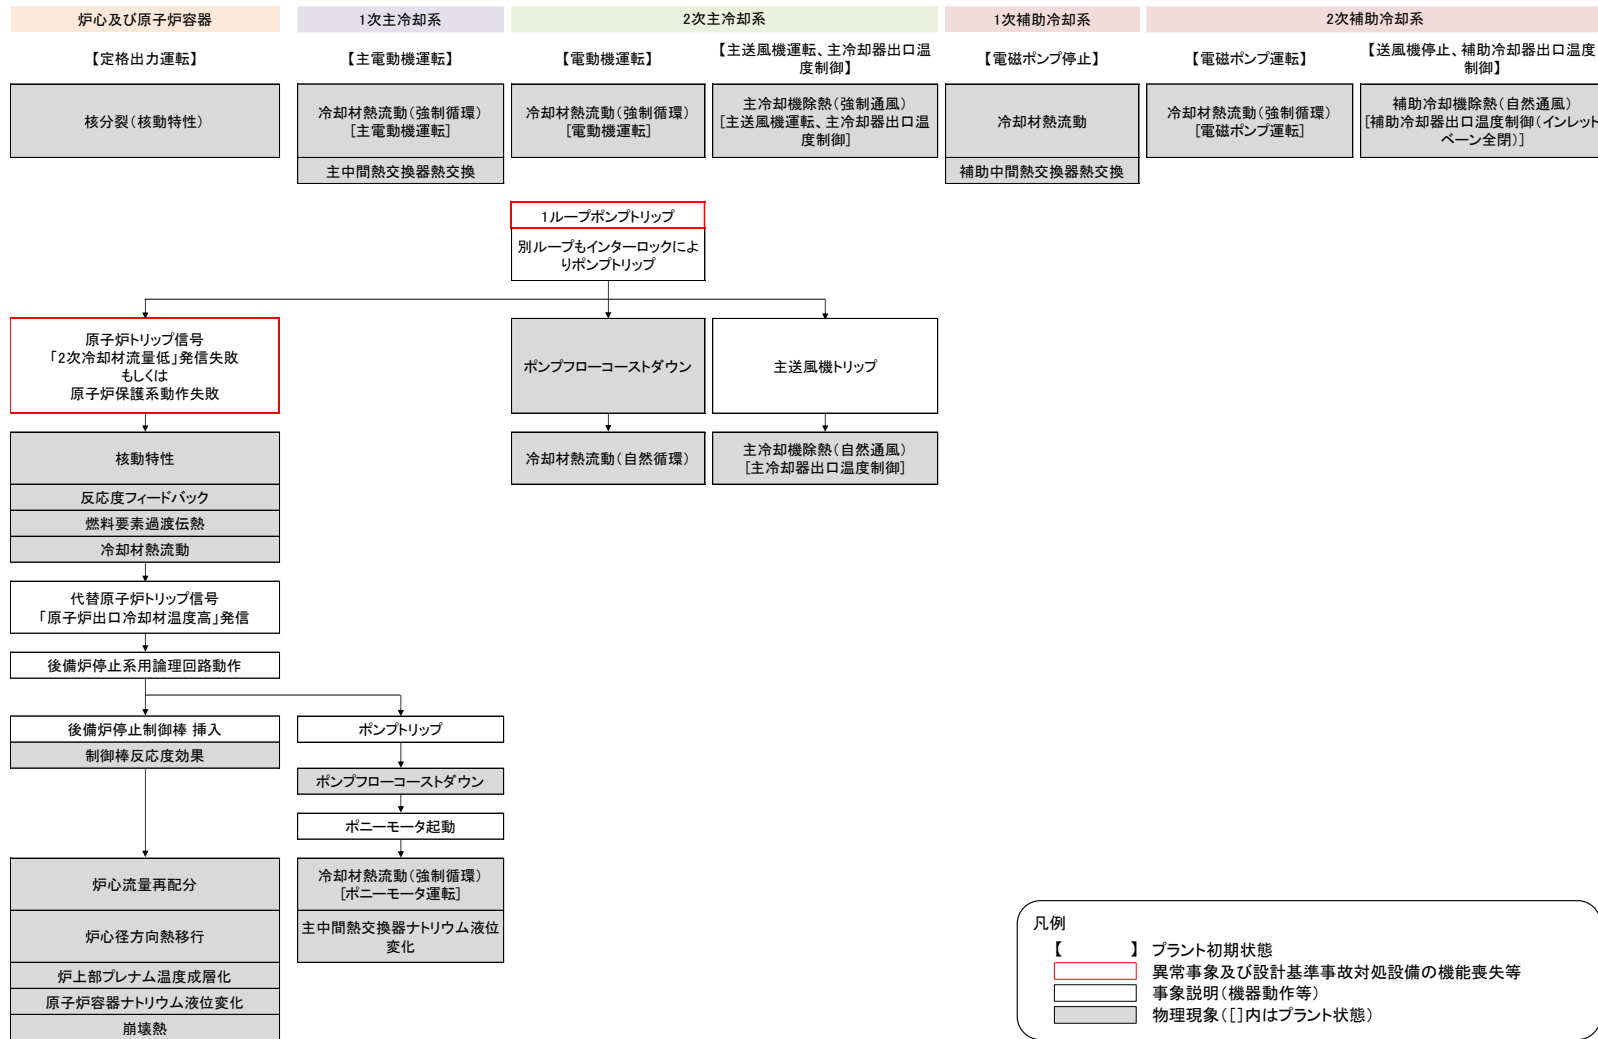 炉心及び原子炉容器
1次主冷却系
2次主冷却系
1次補助冷却系
2次補助冷却系
【定格出力運転】
【主電動機運転】
【電動機運転】
【主送風機運転、主冷却器出口温
度制御】
【電磁ポンプ停止】
【電磁ポンプ運転】
【送風機停止、補助冷却器出口温度
制御】
核分裂(核動特性)
冷却材熱流動(強制循環)
[主電動機運転]
冷却材熱流動(強制循環)
[電動機運転]
主冷却機除熱(強制通風)
[主送風機運転、主冷却器出口温
度制御]
冷却材熱流動
冷却材熱流動(強制循環)
[電磁ポンプ運転]
補助冷却機除熱(自然通風)
[補助冷却器出口温度制御(インレット
ベーン全閉)]
主中間熱交換器熱交換
補助中間熱交換器熱交換
1ループポンプトリップ
別ループもインターロックによ
りポンプトリップ
原子炉トリップ信号
「2次冷却材流量低」発信失敗
もしくは
原子炉保護系動作失敗
ポンプフローコーストダウン
主送風機トリップ
核動特性
冷却材熱流動(自然循環)
主冷却機除熱(自然通風)
[主冷却器出口温度制御]
反応度フィードバック
燃料要素過渡伝熱
冷却材熱流動
代替原子炉トリップ信号
「原子炉出口冷却材温度高」発信
後備炉停止系用論理回路動作
後備炉停止制御棒 挿入
制御棒反応度効果
ポンプトリップ
ポンプフローコーストダウン
ポニーモータ起動
炉心流量再配分
冷却材熱流動(強制循環)
[ポニーモータ運転]
炉心径方向熱移行
主中間熱交換器ナトリウム液位
変化
炉上部プレナム温度成層化
原子炉容器ナトリウム液位変化
崩壊熱
凡例
【 】 プラント初期状態
異常事象及び設計基準事故対処設備の機能喪失等
事象説明(機器動作等)
物理現象([]内はプラント状態)